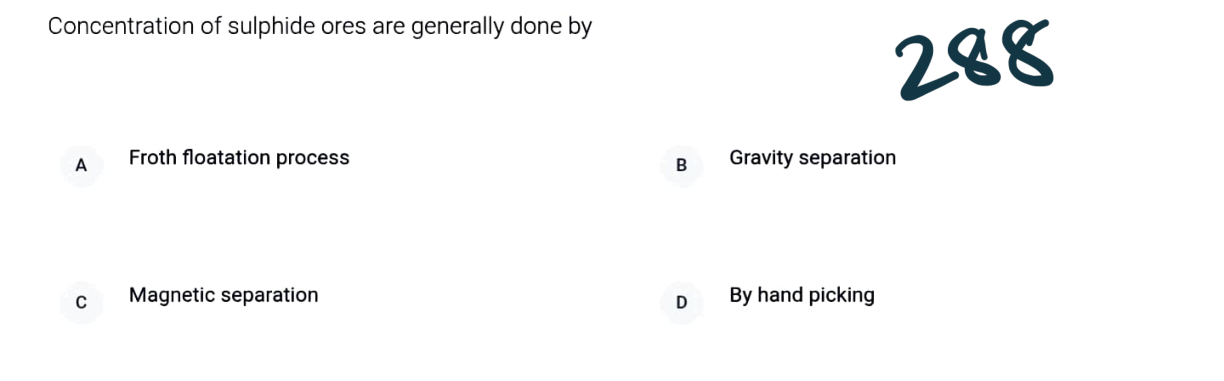 Concentration of sulphide ores are generally done by
288
A Froth floatation process
B Gravity separation
C Magnetic separation
D By hand picking